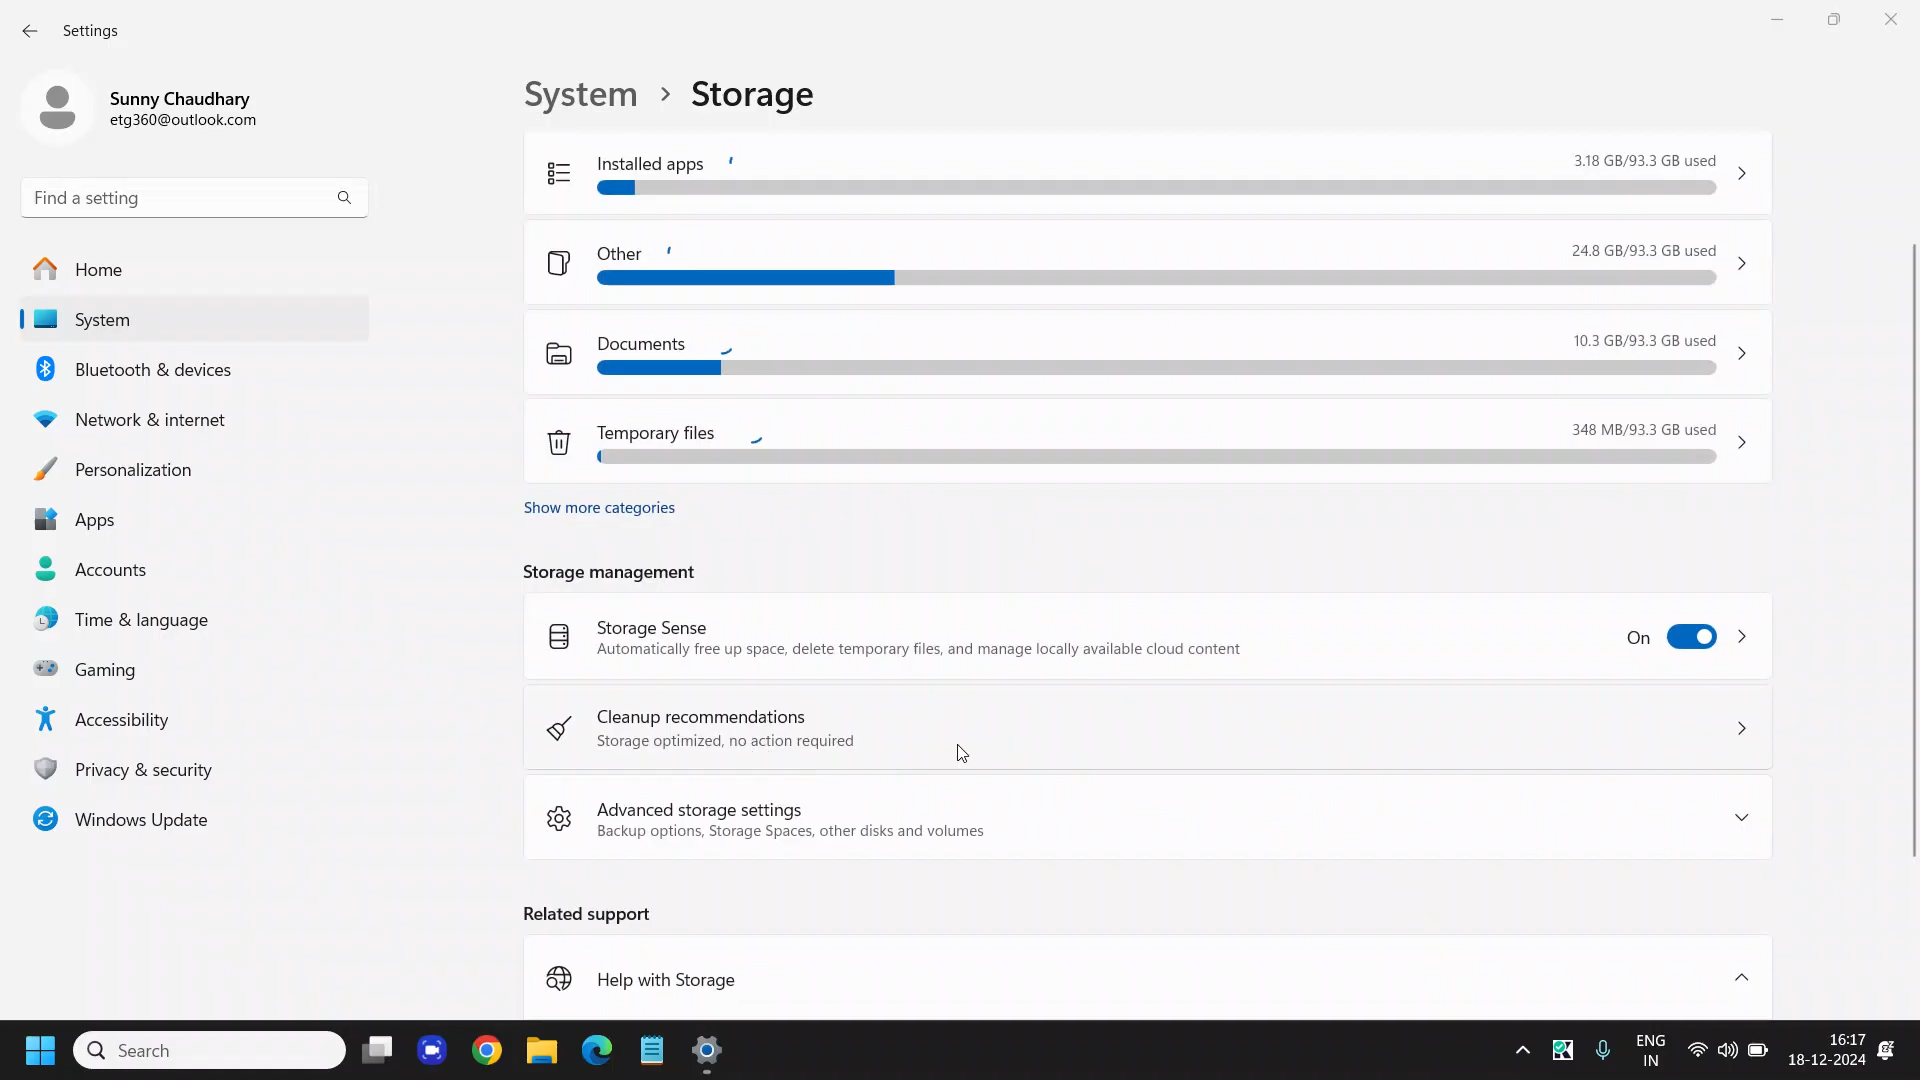 Settings
Sunny Chaudhary
etg360@outlook.com
Find a setting
Home
System
Bluetooth & devices
Network & internet
Personalization
Apps
Accounts
Time & language
Gaming
Accessibility
Privacy & security
Windows Update
System > Storage
Installed apps
3.18 GB/93.3 GB used
Other
24.8 GB/93.3 GB used
Documents
10.3 GB/93.3 GB used
Temporary files
348 MB/93.3 GB used
Show more categories
Storage management
Storage Sense
Automatically free up space, delete temporary files, and manage locally available cloud content
On
Cleanup recommendations
Storage optimized, no action required
Advanced storage settings
Backup options, Storage Spaces, other disks and volumes
Related support
Help with Storage
Search
ENG
IN
16:17
18-12-2024